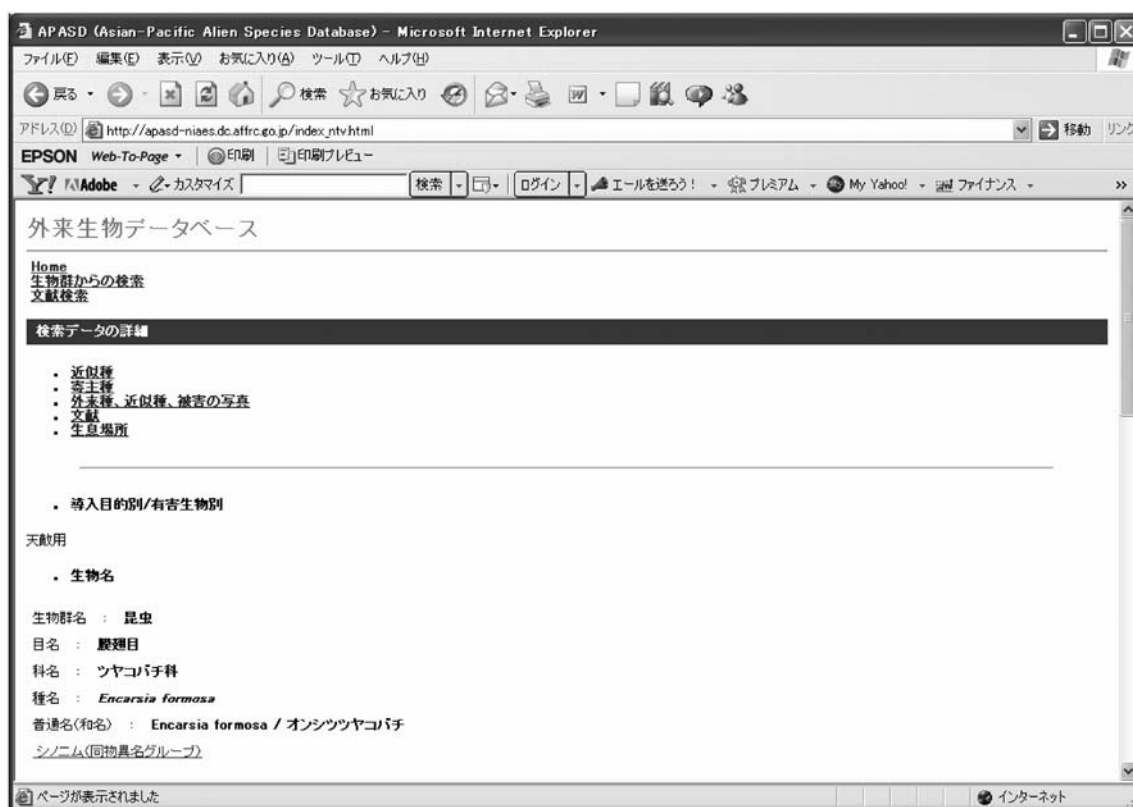 APASD (Asian-Pacific Alien Species Database) - Microsoft Internet Explorer
ファイル(F) 編集(E) 表示(V) お気に入り(A) ツール(T) ヘルプ(H)
戻る 検索 お気に入り
アドレス(D) http://apasd-niaes.dc.affrc.go.jp/index_ntv.html 移動 リンク
EPSON Web-To-Page 印刷 印刷プレビュー
Y! Adobe カスタマイズ 検索 ログイン エールを送ろう! プレミアム My Yahoo! ファイナンス »
外来生物データベース
Home
生物群からの検索
文献検索
検索データの詳細
・ 近似種
・ 寄主種
・ 外来種、近似種、被害の写真
・ 文献
・ 生息場所
・ 導入目的別/有害生物別
天敵用
・ 生物名
生物群名 : 昆虫
目名 : 膜翅目
科名 : ツヤコバチ科
種名 : Encarsia formosa
普通名(和名) : Encarsia formosa / オンシツツヤコバチ
シノニム(同物異名グループ)
ページが表示されました インターネット